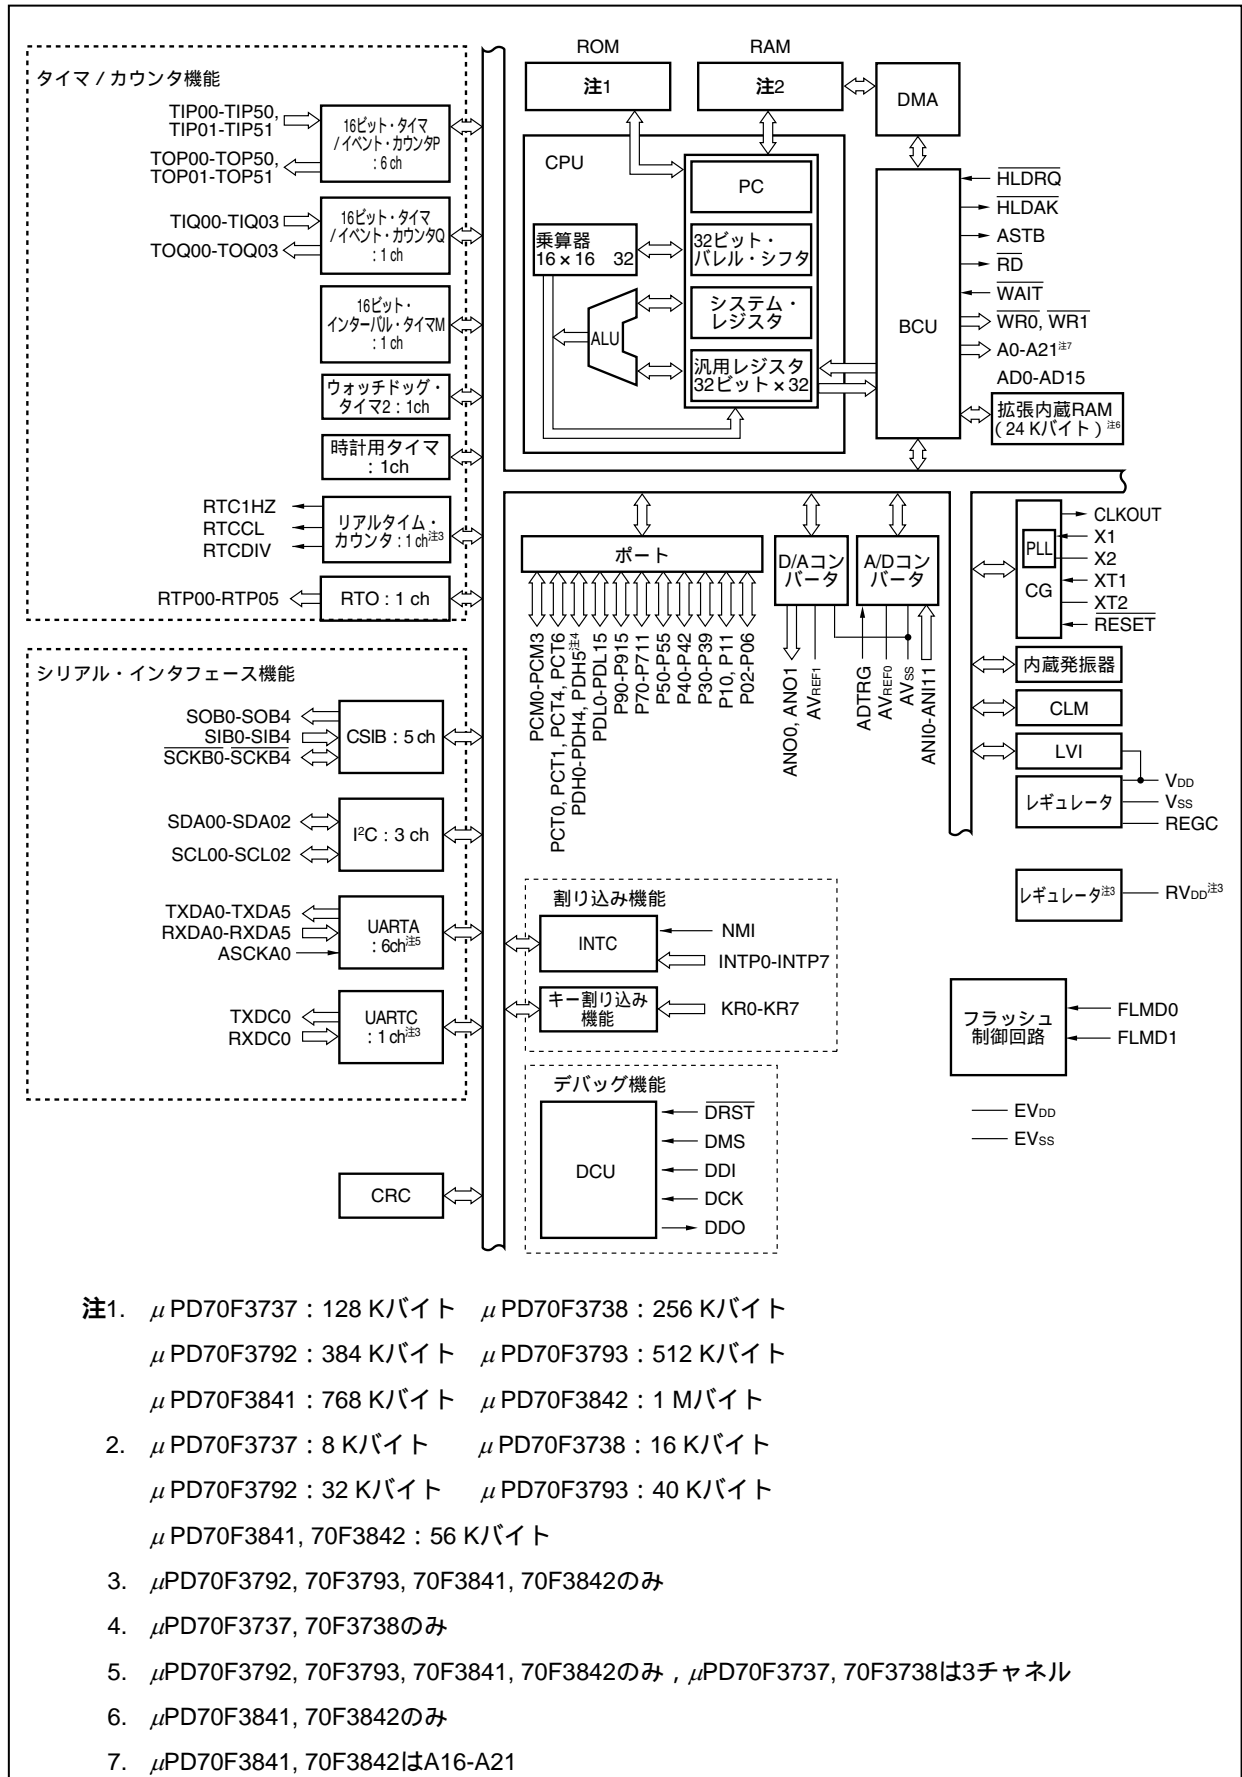 タイマ / カウンタ機能
TIP00-TIP50,
TIP01-TIP51
TOP00-TOP50,
TOP01-TOP51
16ビット・タイマ
/イベント・カウンタP
: 6 ch
TIQ00-TIQ03
TOQ00-TOQ03
16ビット・タイマ
/イベント・カウンタQ
: 1 ch
16ビット・
インターバル・タイマM
: 1 ch
ウォッチドッグ・
タイマ2 : 1ch
時計用タイマ
: 1ch
RTC1HZ
RTCCL
RTCDIV
リアルタイム・
カウンタ : 1 ch注3
RTP00-RTP05
RTO : 1 ch
シリアル・インタフェース機能
SOB0-SOB4
SIB0-SIB4
SCKB0-SCKB4
CSIB : 5 ch
SDA00-SDA02
SCL00-SCL02
I²C : 3 ch
TXDA0-TXDA5
RXDA0-RXDA5
ASCKA0
UARTA
: 6ch注5
TXDC0
RXDC0
UARTC
: 1 ch注3
CRC
ROM
注1
RAM
注2
DMA
CPU
PC
乗算器
16 × 16 32
32ビット・
バレル・シフタ
ALU
システム・
レジスタ
汎用レジスタ
32ビット × 32
BCU
HLDRQ
HLDAK
ASTB
RD
WAIT
WR0, WR1
A0-A21注7
AD0-AD15
拡張内蔵RAM
( 24 Kバイト ) 注6
ポート
PCM0-PCM3
PCT0, PCT1, PCT4, PCT6
PDH0-PDH4, PDH5注4
PDL0-PDL15
P90-P915
P70-P711
P50-P55
P40-P42
P30-P39
P10, P11
P02-P06
D/Aコン
バータ
ANO0, ANO1
AVREF1
A/Dコン
バータ
ADTRG
AVREF0
AVSS
ANI0-ANI11
PLL
CG
CLKOUT
X1
X2
XT1
XT2
RESET
内蔵発振器
CLM
LVI
レギュレータ
VDD
VSS
REGC
レギュレータ注3
RVDD注3
割り込み機能
INTC
NMI
INTP0-INTP7
キー割り込み
機能
KR0-KR7
フラッシュ
制御回路
FLMD0
FLMD1
EVDD
EVSS
デバッグ機能
DCU
DRST
DMS
DDI
DCK
DDO
注1. μ PD70F3737 : 128 Kバイト μ PD70F3738 : 256 Kバイト
μ PD70F3792 : 384 Kバイト μ PD70F3793 : 512 Kバイト
μ PD70F3841 : 768 Kバイト μ PD70F3842 : 1 Mバイト
2. μ PD70F3737 : 8 Kバイト μ PD70F3738 : 16 Kバイト
μ PD70F3792 : 32 Kバイト μ PD70F3793 : 40 Kバイト
μ PD70F3841, 70F3842 : 56 Kバイト
3. μPD70F3792, 70F3793, 70F3841, 70F3842のみ
4. μPD70F3737, 70F3738のみ
5. μPD70F3792, 70F3793, 70F3841, 70F3842のみ , μPD70F3737, 70F3738は3チャネル
6. μPD70F3841, 70F3842のみ
7. μPD70F3841, 70F3842はA16-A21